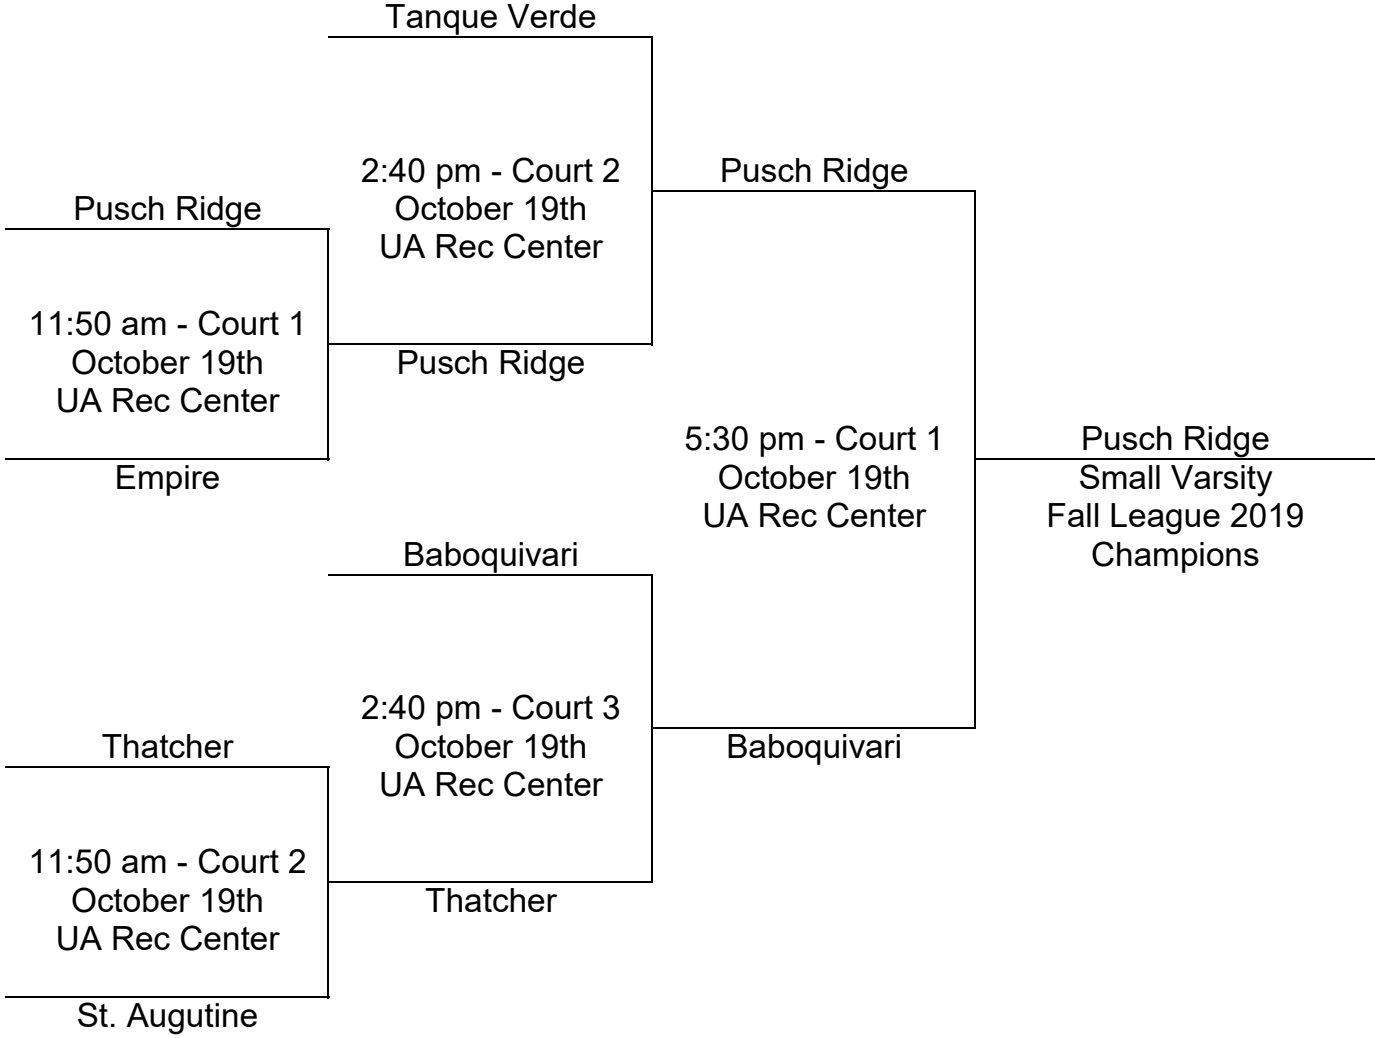 Tanque Verde
2:40 pm - Court 2
October 19th
UA Rec Center
Pusch Ridge
Pusch Ridge
11:50 am - Court 1
October 19th
UA Rec Center
Pusch Ridge
Empire
5:30 pm - Court 1
October 19th
UA Rec Center
Pusch Ridge
Small Varsity
Fall League 2019
Champions
Baboquivari
2:40 pm - Court 3
October 19th
UA Rec Center
Thatcher
Baboquivari
11:50 am - Court 2
October 19th
UA Rec Center
Thatcher
St. Augutine